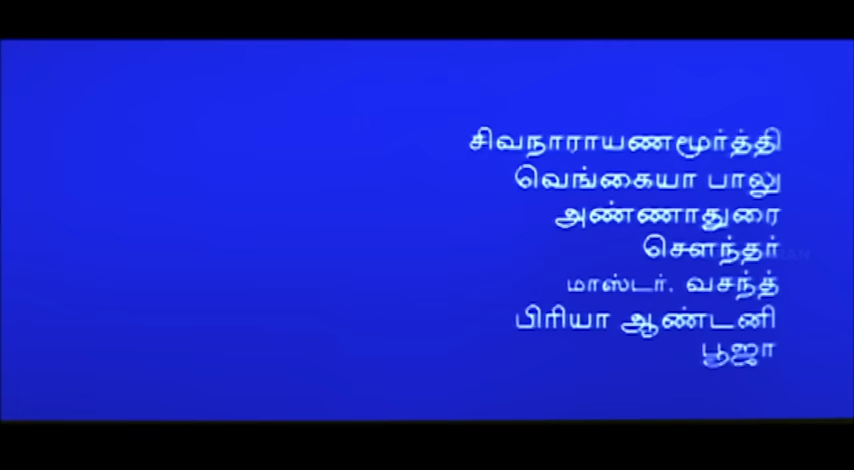 சிவநாராயணமூர்த்தி
வெங்கையா பாலு
அண்ணாதுரை
சௌந்தர்
மாஸ்டர். வசந்த்
பிரியா ஆண்டனி
பூஜா